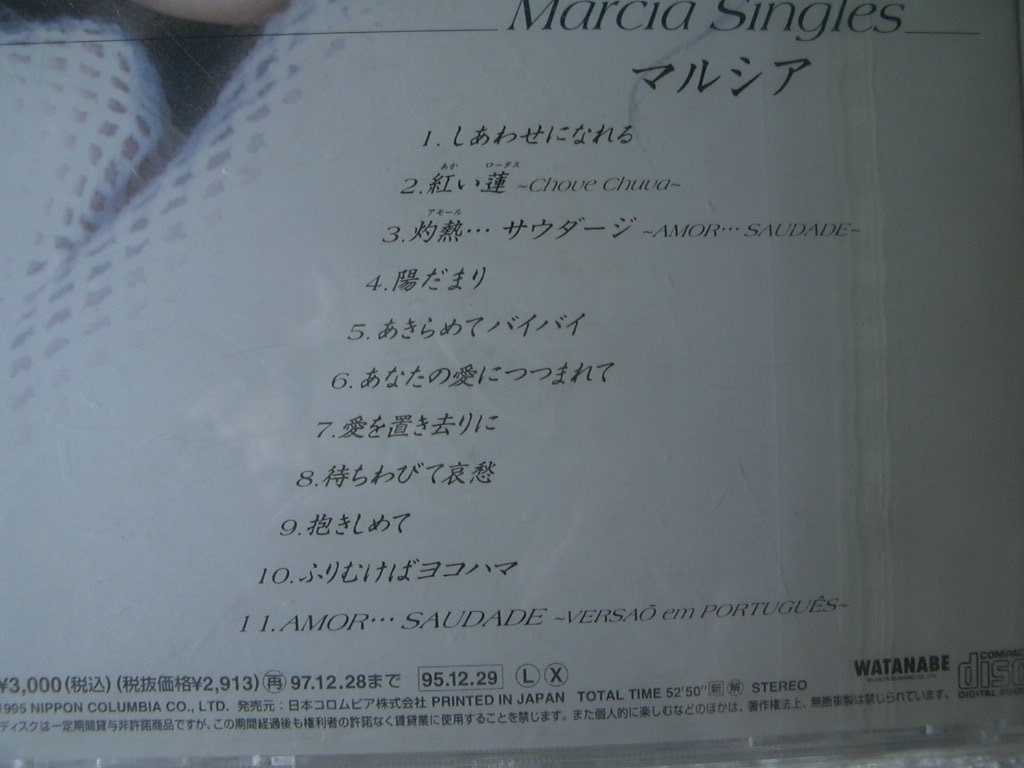 Marcia Singles
マルシア
1. しあわせになれる
あか ロータス
2. 紅い蓮 ~Chove Chuva~
アモール
3. 灼熱… サウダージ ~AMOR… SAUDADE~
4. 陽だまり
5. あきらめてバイバイ
6. あなたの愛につつまれて
7. 愛を置き去りに
8. 待ちわびて哀愁
9. 抱きしめて
10. ふりむけばヨコハマ
11. AMOR… SAUDADE ~VERSAÕ em PORTUGUÊS~
¥3,000(税込)(税抜価格¥2,913) 再 97.12.28まで 95.12.29 L X
WATANABE
COMPACT disc DIGITAL AUDIO
1995 NIPPON COLUMBIA CO., LTD. 発売元：日本コロムビア株式会社 PRINTED IN JAPAN TOTAL TIME 52'50" STEREO
ディスクは一定期間貸与非許諾商品ですが、この期間経過後も権利者の許諾なく賃貸業に使用することを禁じます。また個人的に楽しむなどのほかは、著作権法上、無断複製は禁じられています。